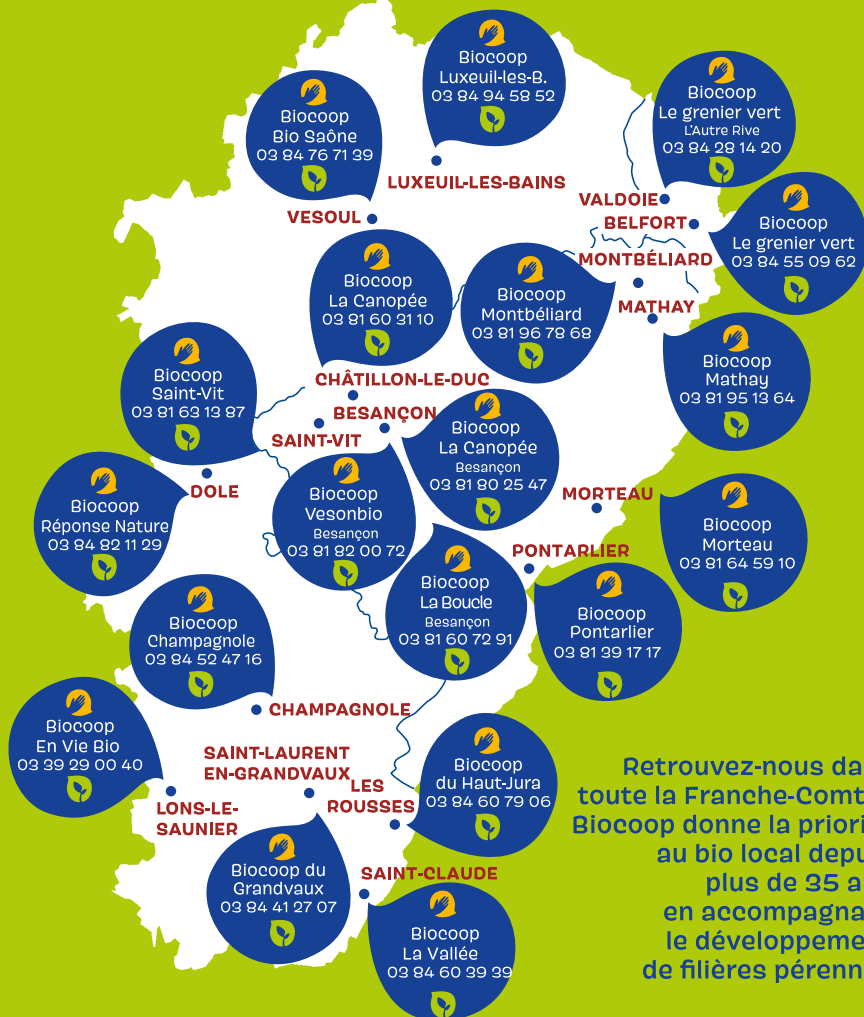 Biocoop
Luxeuil-les-B.
03 84 94 58 52
Biocoop
Bio Saône
03 84 76 71 39
Biocoop
Le grenier vert
L'Autre Rive
03 84 28 14 20
LUXEUIL-LES-BAINS
VESOUL
VALDOIE
BELFORT
Biocoop
Le grenier vert
03 84 55 09 62
MONTBÉLIARD
Biocoop
La Canopée
03 81 60 31 10
Biocoop
Montbéliard
03 81 96 78 68
MATHAY
Biocoop
Mathay
03 81 95 13 64
Biocoop
Saint-Vit
03 81 63 13 87
CHÂTILLON-LE-DUC
BESANÇON
SAINT-VIT
Biocoop
La Canopée
Besançon
03 81 80 25 47
DOLE
Biocoop
Réponse Nature
03 84 82 11 29
Biocoop
Vesonbio
Besançon
03 81 82 00 72
MORTEAU
Biocoop
Morteau
03 81 64 59 10
PONTARLIER
Biocoop
La Boucle
Besançon
03 81 60 72 91
Biocoop
Pontarlier
03 81 39 17 17
Biocoop
Champagnole
03 84 52 47 16
CHAMPAGNOLE
Biocoop
En Vie Bio
03 39 29 00 40
LONS-LE-
SAUNIER
SAINT-LAURENT
EN-GRANDVAUX
LES
ROUSSES
Biocoop
du Haut-Jura
03 84 60 79 06
Biocoop du
Grandvaux
03 84 41 27 07
SAINT-CLAUDE
Biocoop
La Vallée
03 84 60 39 39
Retrouvez-nous da
toute la Franche-Comt
Biocoop donne la priori
au bio local depu
plus de 35 a
en accompagna
le développeme
de filières pérenn